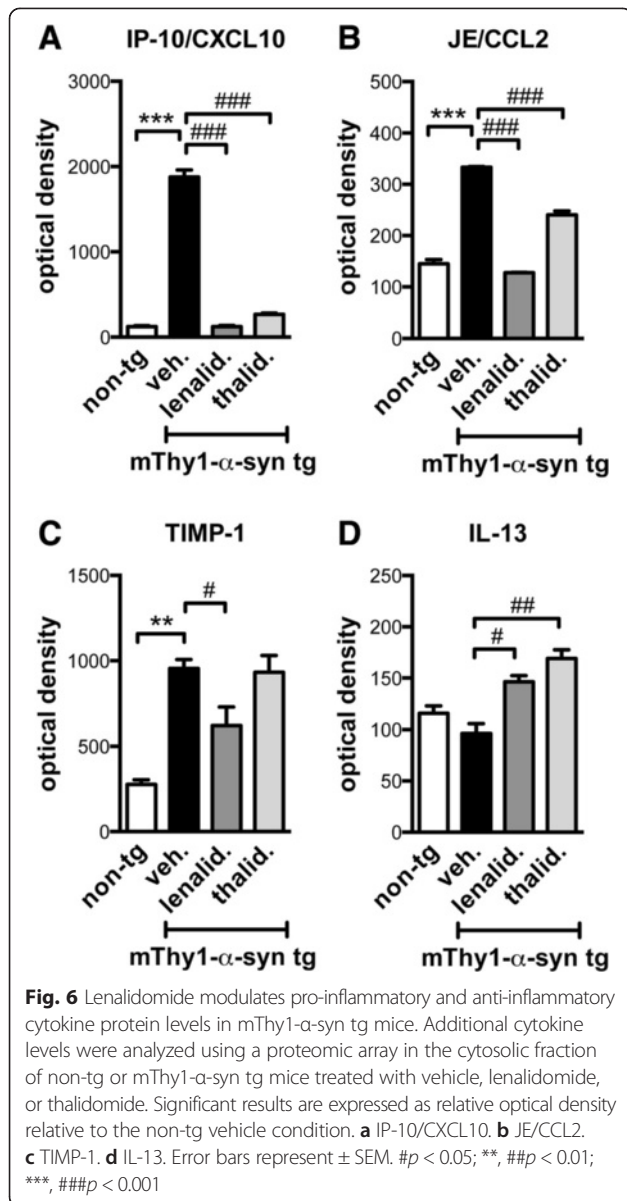 A IP-10/CXCL10
optical density
3000
2000
1000
0
***
###
###
non-tg
veh.
lenalid.
thalid.
mThy1-α-syn tg
B JE/CCL2
optical density
500
400
300
200
100
0
***
###
###
non-tg
veh.
lenalid.
thalid.
mThy1-α-syn tg
C TIMP-1
optical density
1500
1000
500
0
**
#
non-tg
veh.
lenalid.
thalid.
mThy1-α-syn tg
D IL-13
optical density
250
200
150
100
50
0
##
#
non-tg
veh.
lenalid.
thalid.
mThy1-α-syn tg
Fig. 6 Lenalidomide modulates pro-inflammatory and anti-inflammatory
cytokine protein levels in mThy1-α-syn tg mice. Additional cytokine
levels were analyzed using a proteomic array in the cytosolic fraction
of non-tg or mThy1-α-syn tg mice treated with vehicle, lenalidomide,
or thalidomide. Significant results are expressed as relative optical density
relative to the non-tg vehicle condition. a IP-10/CXCL10. b JE/CCL2.
c TIMP-1. d IL-13. Error bars represent ± SEM. #p < 0.05; **, ##p < 0.01;
***, ###p < 0.001